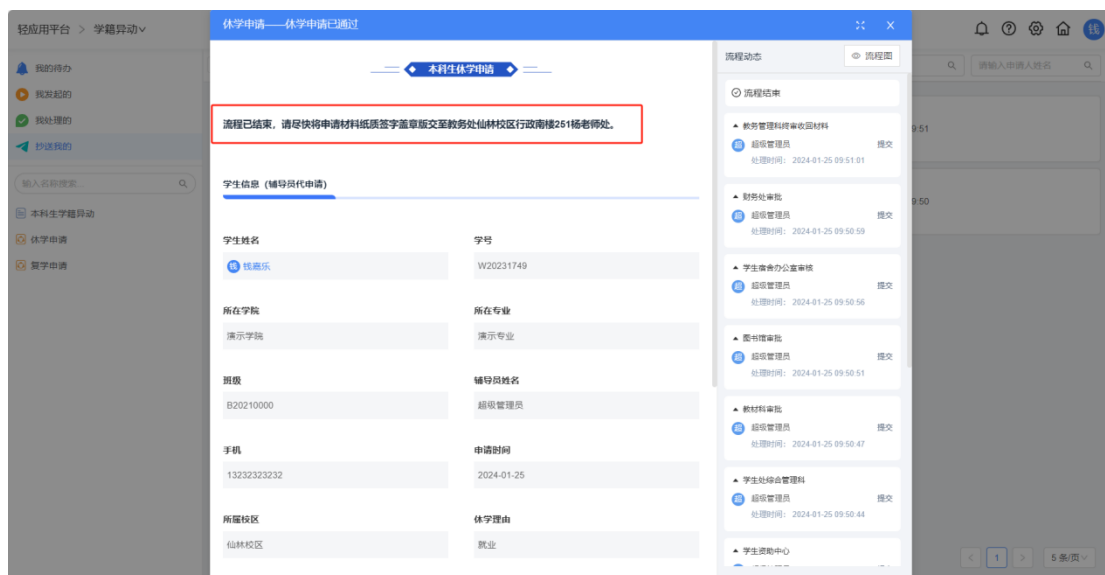 轻应用平台 > 学籍异动
休学申请——休学申请已通过
钱
我的待办
我发起的
我处理的
抄送我的
输入名称搜索...
本科生学籍异动
休学申请
复学申请
本科生休学申请
流程已结束，请尽快将申请材料纸质签字盖章版交至教务处仙林校区行政南楼251杨老师处。
学生信息（辅导员代申请）
学生姓名
学号
钱 钱嘉乐
W20231749
所在学院
所在专业
演示学院
演示专业
班级
辅导员姓名
B20210000
超级管理员
手机
申请时间
13232323232
2024-01-25
所属校区
休学理由
仙林校区
就业
流程动态
流程图
流程结束
教务管理科终审收回材料
超 超级管理员 提交
处理时间： 2024-01-25 09:51:01
财务处审批
超 超级管理员 提交
处理时间： 2024-01-25 09:50:59
学生宿舍办公室审核
超 超级管理员 提交
处理时间： 2024-01-25 09:50:56
图书馆审批
超 超级管理员 提交
处理时间： 2024-01-25 09:50:51
教材科审批
超 超级管理员 提交
处理时间： 2024-01-25 09:50:47
学生处综合管理科
超 超级管理员 提交
处理时间： 2024-01-25 09:50:44
学生资助中心
请输入申请人姓名
9:51
9:50
1
5 条/页